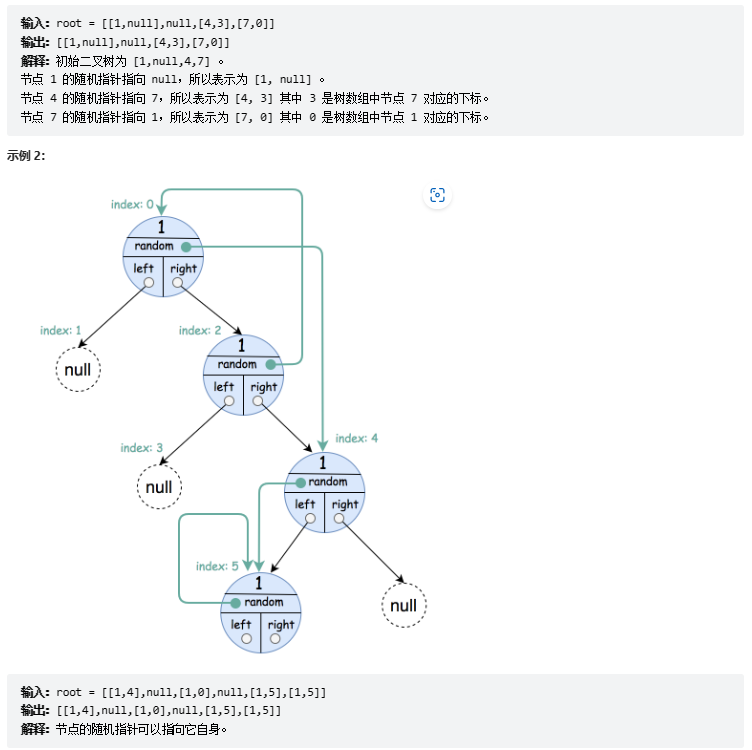 输入：root = [[1,null],null,[4,3],[7,0]]
输出：[[1,null],null,[4,3],[7,0]]
解释：初始二叉树为 [1,null,4,7] 。
节点 1 的随机指针指向 null，所以表示为 [1, null] 。
节点 4 的随机指针指向 7，所以表示为 [4, 3] 其中 3 是树数组中节点 7 对应的下标。
节点 7 的随机指针指向 1，所以表示为 [7, 0] 其中 0 是树数组中节点 1 对应的下标。
示例 2：
index: 0
1
random
left right
index: 1
index: 2
null
1
random
left right
index: 3
index: 4
null
1
random
left right
index: 5
1
random
left right
null
输入：root = [[1,4],null,[1,0],null,[1,5],[1,5]]
输出：[[1,4],null,[1,0],null,[1,5],[1,5]]
解释：节点的随机指针可以指向它自身。